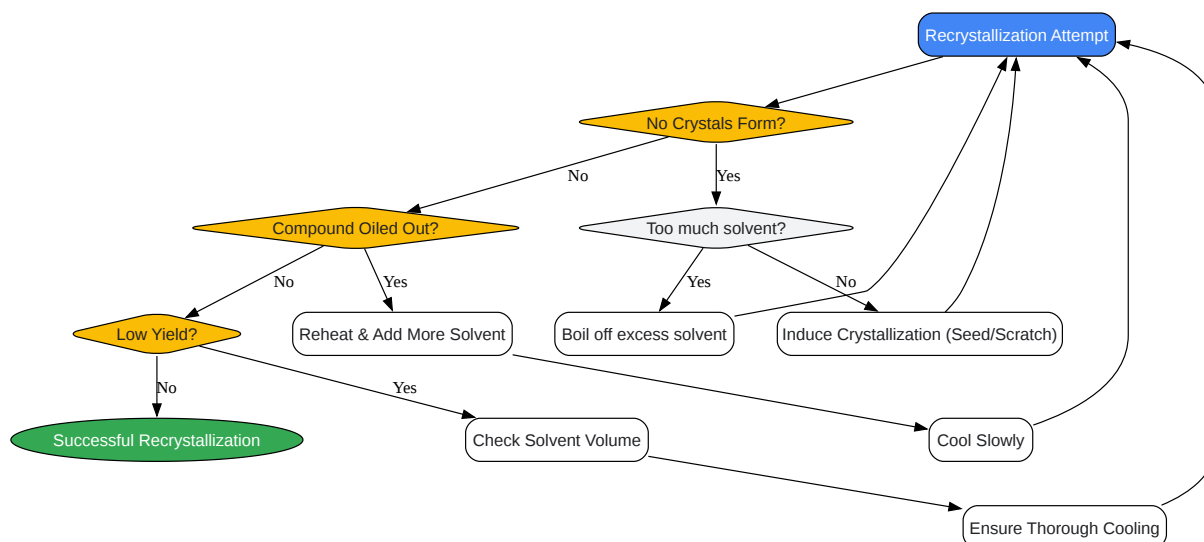 Recrystallization Attempt
No Crystals Form?
No
Yes
Compound Oiled Out?
Too much solvent?
No
Yes
Yes
No
Low Yield?
Reheat & Add More Solvent
Boil off excess solvent
Induce Crystallization (Seed/Scratch)
No
Yes
Successful Recrystallization
Check Solvent Volume
Cool Slowly
Ensure Thorough Cooling